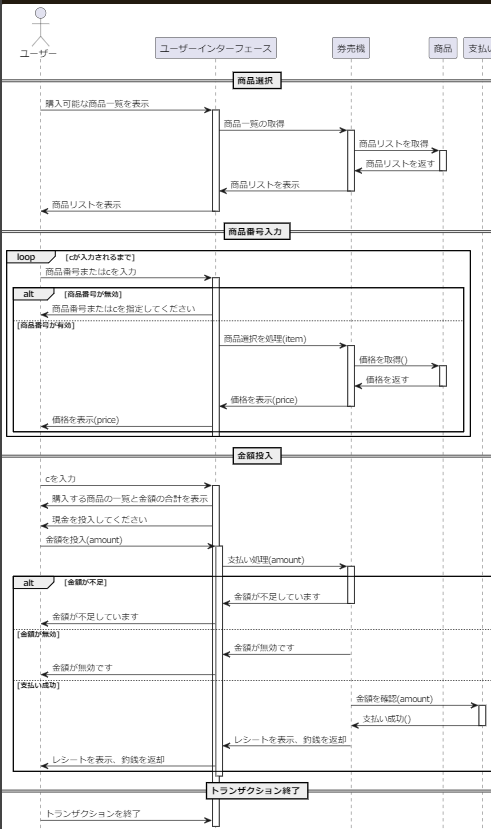 ユーザー
ユーザーインターフェース
券売機
商品
支払い
商品選択
購入可能な商品一覧を表示
商品一覧の取得
商品リストを取得
商品リストを返す
商品リストを表示
商品リストを表示
商品番号入力
loop [cが入力されるまで]
商品番号またはcを入力
alt [商品番号が無効]
商品番号またはcを指定してください
[商品番号が有効]
商品選択を処理(item)
価格を取得()
価格を返す
価格を表示(price)
価格を表示(price)
金額投入
cを入力
購入する商品の一覧と金額の合計を表示
現金を投入してください
金額を投入(amount)
支払い処理(amount)
alt [金額が不足]
金額が不足しています
金額が不足しています
[金額が無効]
金額が無効です
金額が無効です
[支払い成功]
金額を確認(amount)
支払い成功()
レシートを表示、釣銭を返却
レシートを表示、釣銭を返却
トランザクション終了
トランザクションを終了